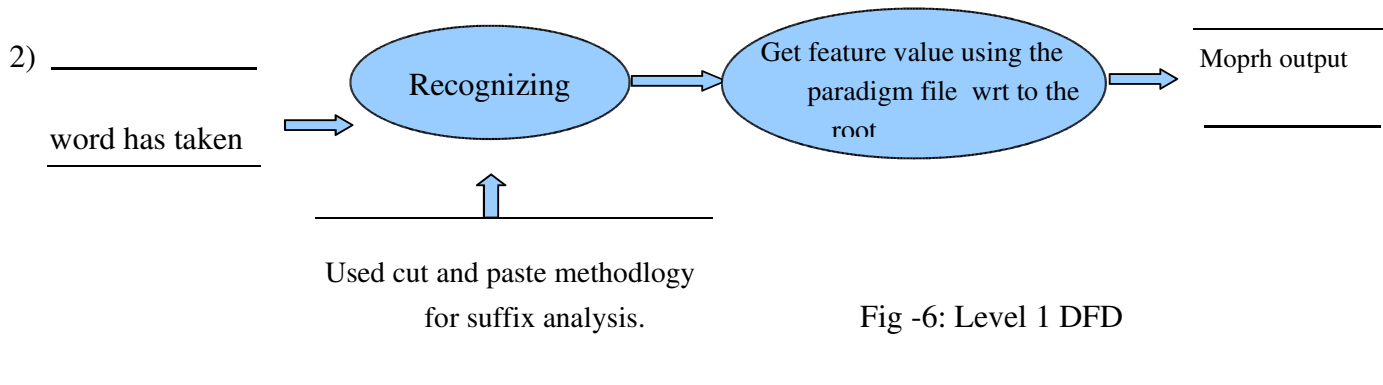 2)
word has taken
Recognizing
Get feature value using the
paradigm file wrt to the
root
Moprh output
Used cut and paste methodlogy
for suffix analysis.
Fig -6: Level 1 DFD